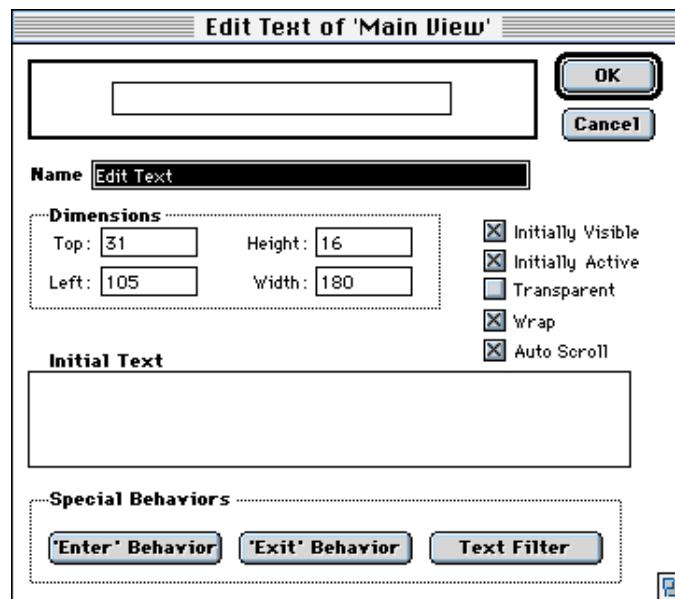 Edit Text of 'Main View'
OK
Cancel
Name Edit Text
Dimensions
Top: 31 Height: 16
Left: 105 Width: 180
Initially Visible
Initially Active
Transparent
Wrap
Auto Scroll
Initial Text
Special Behaviors
'Enter' Behavior 'Exit' Behavior Text Filter